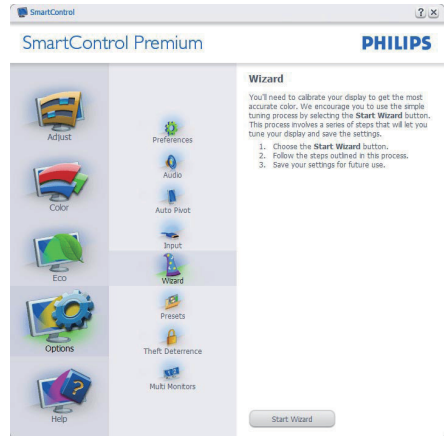 SmartControl
? ×
SmartControl Premium
PHILIPS
Adjust
Color
Eco
Options
Help
Preferences
Audio
Auto Pivot
Input
Wizard
Presets
Theft Deterrence
Multi Monitors
Wizard
You'll need to calibrate your display to get the most
accurate color. We encourage you to use the simple
tuning process by selecting the Start Wizard button.
This process involves a series of steps that will let you
tune your display and save the settings.
1. Choose the Start Wizard button.
2. Follow the steps outlined in this process.
3. Save your settings for future use.
Start Wizard